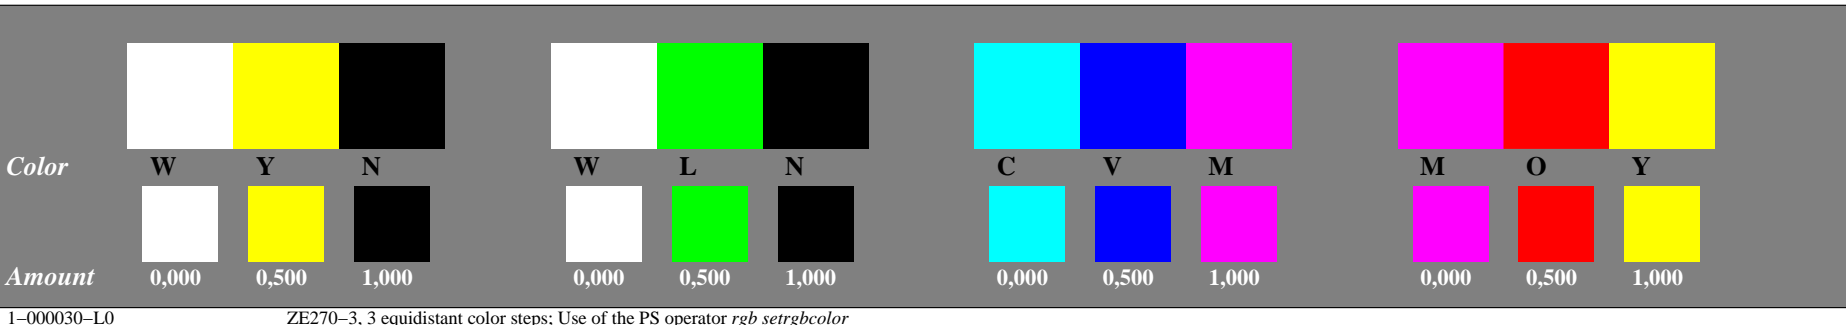 Color W Y N W L N C V M M O Y
Amount 0,000 0,500 1,000 0,000 0,500 1,000 0,000 0,500 1,000 0,000 0,500 1,000
1−000030−L0 ZE270−3, 3 equidistant color steps; Use of the PS operator rgb setrgbcolor